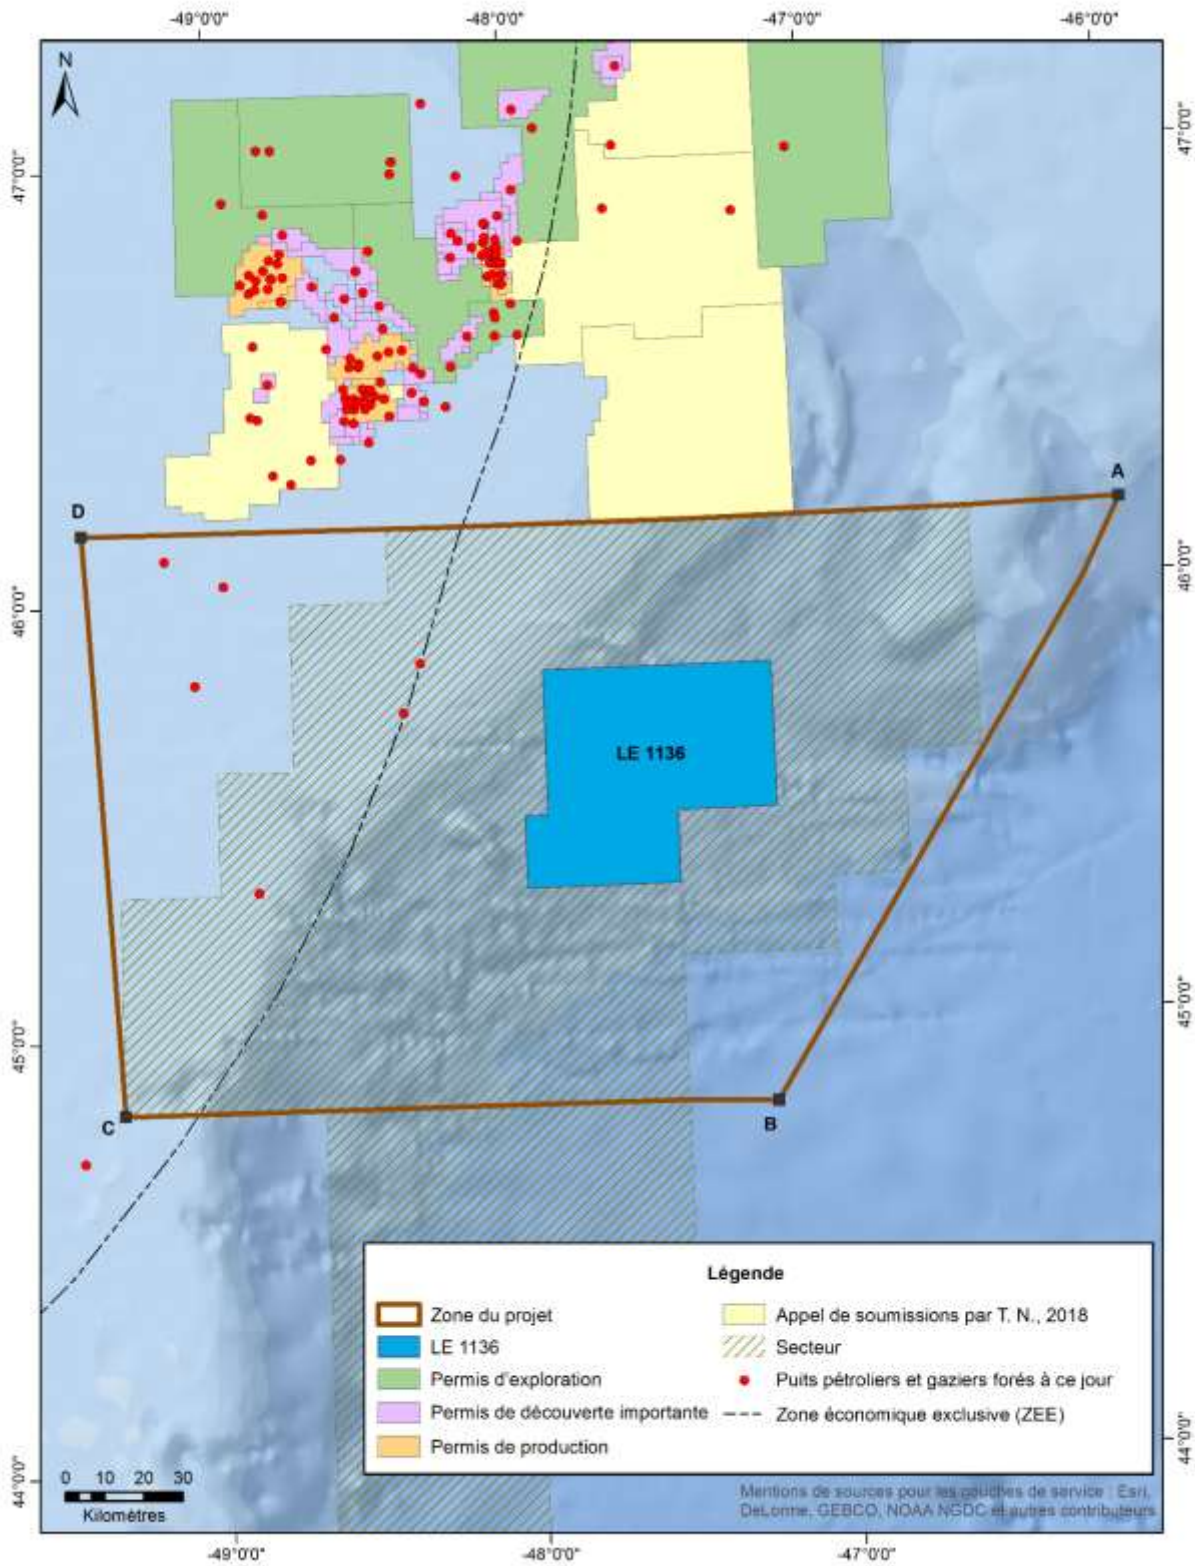 -49°0'0"
-48°0'0"
-47°0'0"
-46°0'0"
N
47°0'0"
47°0'0"
A
D
46°0'0"
46°0'0"
LE 1136
45°0'0"
45°0'0"
C
B
Légende
Zone du projet
LE 1136
Permis d'exploration
Permis de découverte importante
Permis de production
Appel de soumissions par T. N., 2018
Secteur
Puits pétroliers et gaziers forés à ce jour
Zone économique exclusive (ZEE)
44°0'0"
44°0'0"
0 10 20 30
Kilomètres
Mentions de sources pour les couches de service : Esri,
DeLorme, GEBCO, NOAA NGDC et autres contributeurs
-49°0'0"
-48°0'0"
-47°0'0"